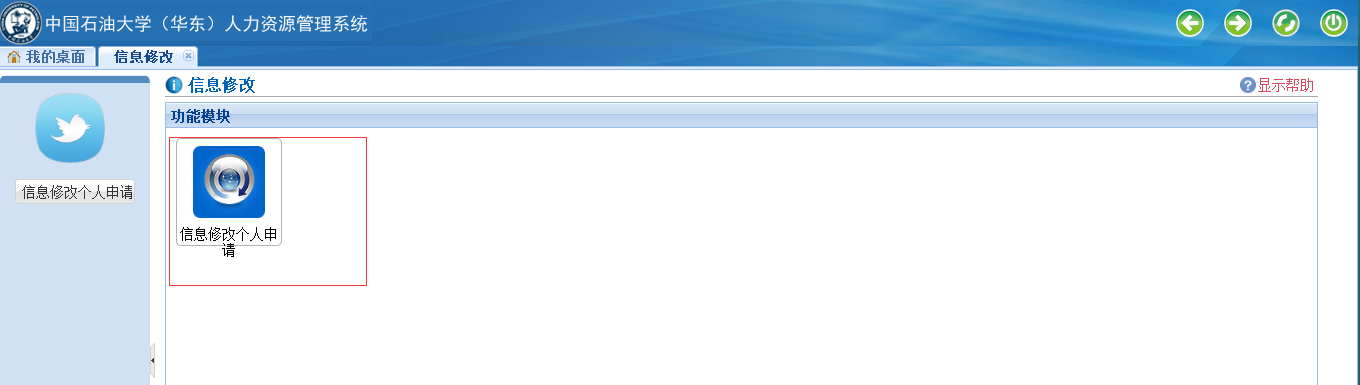 中国石油大学（华东）人力资源管理系统
我的桌面
信息修改
信息修改
显示帮助
功能模块
信息修改个人申请
信息修改个人申
请